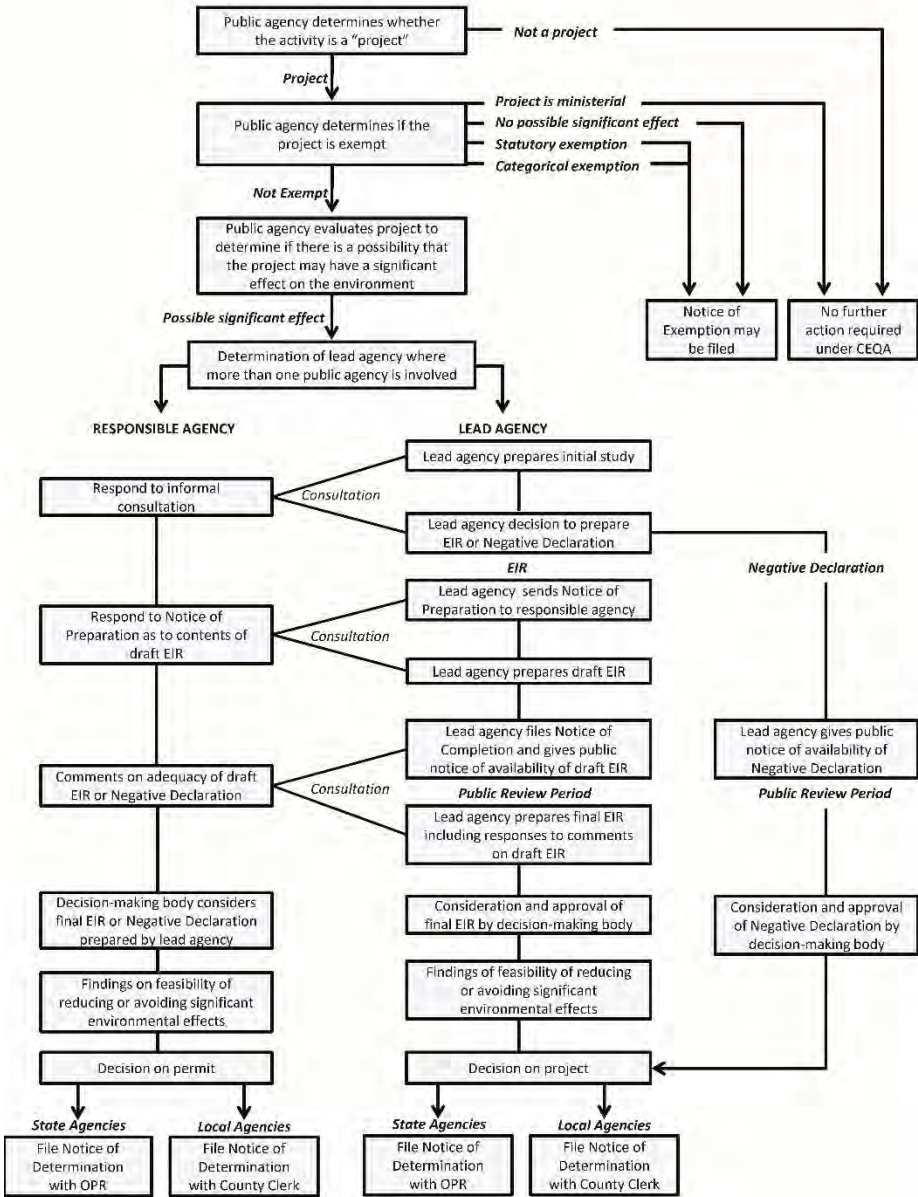 Public agency determines whether
the activity is a “project”
Not a project
Project
Public agency determines if the
project is exempt
Project is ministerial
No possible significant effect
Statutory exemption
Categorical exemption
Not Exempt
Public agency evaluates project to
determine if there is a possibility that
the project may have a significant
effect on the environment
Notice of
Exemption may
be filed
No further
action required
under CEQA
Possible significant effect
Determination of lead agency where
more than one public agency is involved
RESPONSIBLE AGENCY
LEAD AGENCY
Lead agency prepares initial study
Respond to informal
consultation
Consultation
Lead agency decision to prepare
EIR or Negative Declaration
EIR
Negative Declaration
Lead agency sends Notice of
Preparation to responsible agency
Respond to Notice of
Preparation as to contents of
draft EIR
Consultation
Lead agency prepares draft EIR
Lead agency files Notice of
Completion and gives public
notice of availability of draft EIR
Lead agency gives public
notice of availability of
Negative Declaration
Comments on adequacy of draft
EIR or Negative Declaration
Consultation
Public Review Period
Public Review Period
Lead agency prepares final EIR
including responses to comments
on draft EIR
Decision-making body considers
final EIR or Negative Declaration
prepared by lead agency
Consideration and approval of
final EIR by decision-making body
Consideration and approval
of Negative Declaration by
decision-making body
Findings on feasibility of
reducing or avoiding significant
environmental effects
Findings of feasibility of reducing
or avoiding significant
environmental effects
Decision on permit
Decision on project
State Agencies
Local Agencies
State Agencies
Local Agencies
File Notice of
Determination
with OPR
File Notice of
Determination
with County Clerk
File Notice of
Determination
with OPR
File Notice of
Determination
with County Clerk